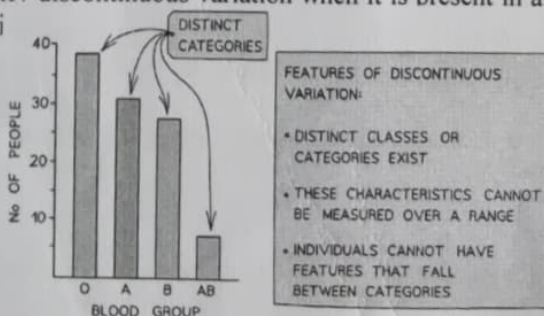 discontinuous variation when it is present in a
DISTINCT
CATEGORIES
No OF PEOPLE
40
30
20
10
O A B AB
BLOOD GROUP
FEATURES OF DISCONTINUOUS
VARIATION:
• DISTINCT CLASSES OR
CATEGORIES EXIST
• THESE CHARACTERISTICS CANNOT
BE MEASURED OVER A RANGE
• INDIVIDUALS CANNOT HAVE
FEATURES THAT FALL
BETWEEN CATEGORIES